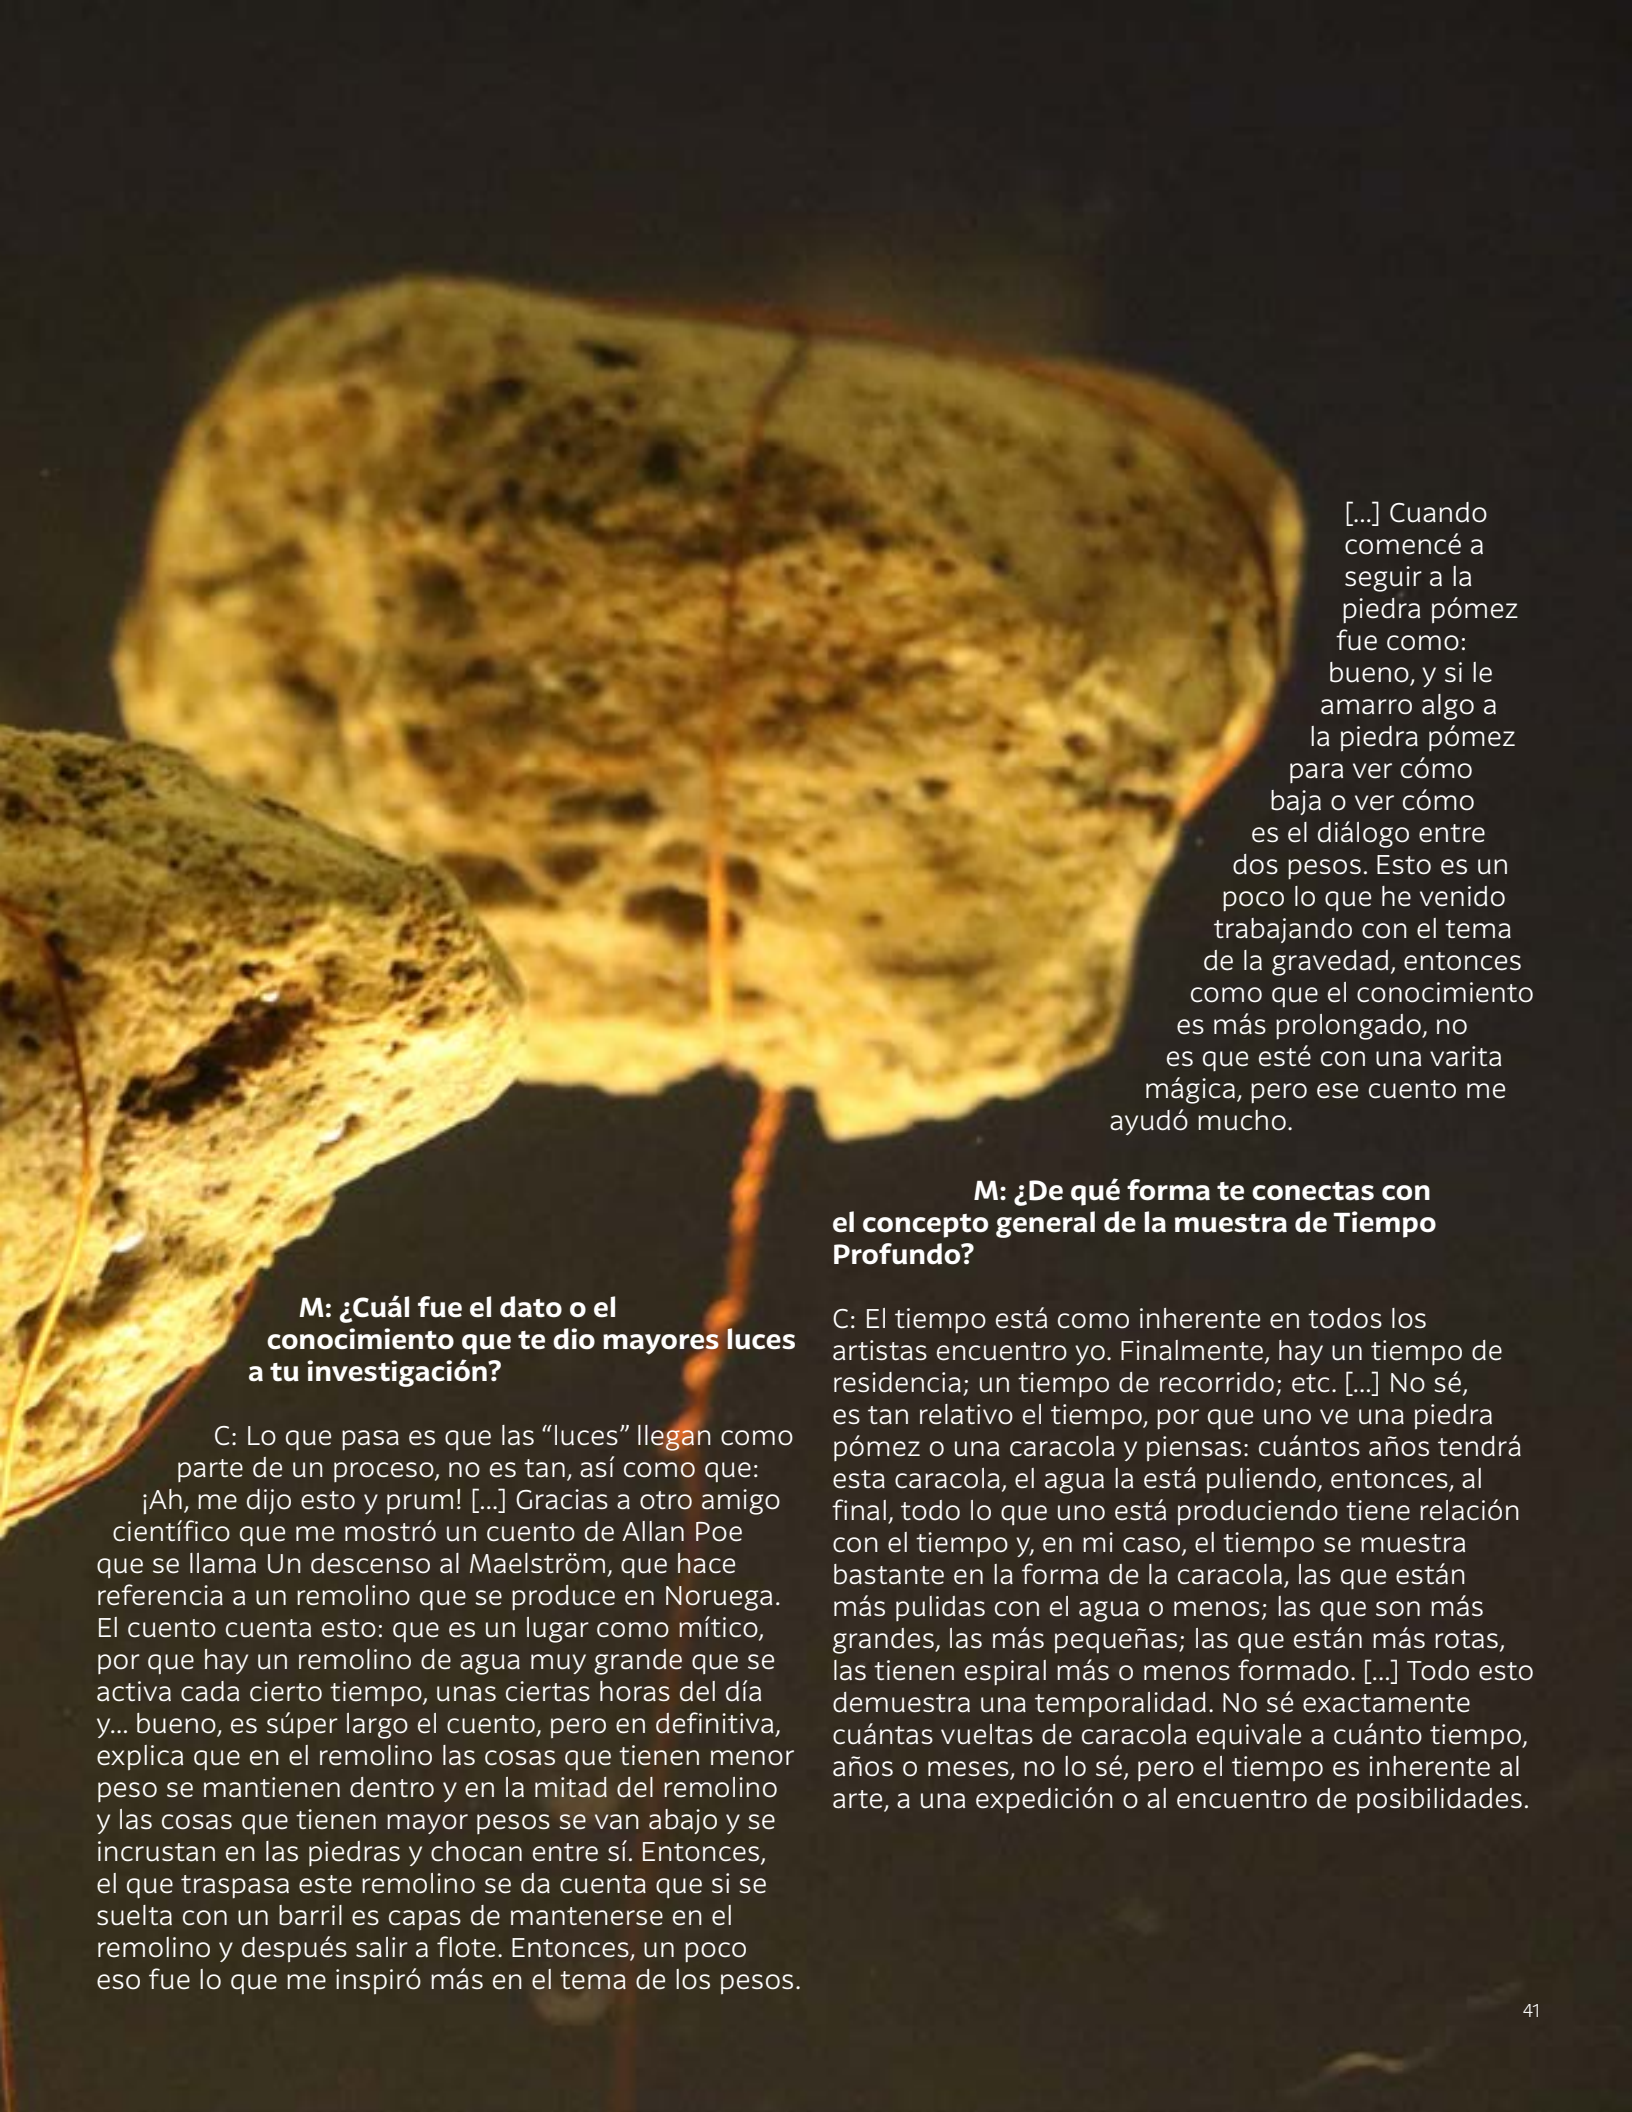 M: ¿Cuál fue el dato o el
conocimiento que te dio mayores luces
a tu investigación?
C: Lo que pasa es que las “luces” llegan como
parte de un proceso, no es tan, así como que:
¡Ah, me dijo esto y prum! [...] Gracias a otro amigo
científico que me mostró un cuento de Allan Poe
que se llama Un descenso al Maelström, que hace
referencia a un remolino que se produce en Noruega.
El cuento cuenta esto: que es un lugar como mítico,
por que hay un remolino de agua muy grande que se
activa cada cierto tiempo, unas ciertas horas del día
y... bueno, es súper largo el cuento, pero en definitiva,
explica que en el remolino las cosas que tienen menor
peso se mantienen dentro y en la mitad del remolino
y las cosas que tienen mayor pesos se van abajo y se
incrustan en las piedras y chocan entre sí. Entonces,
el que traspasa este remolino se da cuenta que si se
suelta con un barril es capas de mantenerse en el
remolino y después salir a flote. Entonces, un poco
eso fue lo que me inspiró más en el tema de los pesos.
[...] Cuando
comencé a
seguir a la
piedra pómez
fue como:
bueno, y si le
amarro algo a
la piedra pómez
para ver cómo
baja o ver cómo
es el diálogo entre
dos pesos. Esto es un
poco lo que he venido
trabajando con el tema
de la gravedad, entonces
como que el conocimiento
es más prolongado, no
es que esté con una varita
mágica, pero ese cuento me
ayudó mucho.
M: ¿De qué forma te conectas con
el concepto general de la muestra de Tiempo
Profundo?
C: El tiempo está como inherente en todos los
artistas encuentro yo. Finalmente, hay un tiempo de
residencia; un tiempo de recorrido; etc. [...] No sé,
es tan relativo el tiempo, por que uno ve una piedra
pómez o una caracola y piensas: cuántos años tendrá
esta caracola, el agua la está puliendo, entonces, al
final, todo lo que uno está produciendo tiene relación
con el tiempo y, en mi caso, el tiempo se muestra
bastante en la forma de la caracola, las que están
más pulidas con el agua o menos; las que son más
grandes, las más pequeñas; las que están más rotas,
las tienen espiral más o menos formado. [...] Todo esto
demuestra una temporalidad. No sé exactamente
cuántas vueltas de caracola equivale a cuánto tiempo,
años o meses, no lo sé, pero el tiempo es inherente al
arte, a una expedición o al encuentro de posibilidades.
41